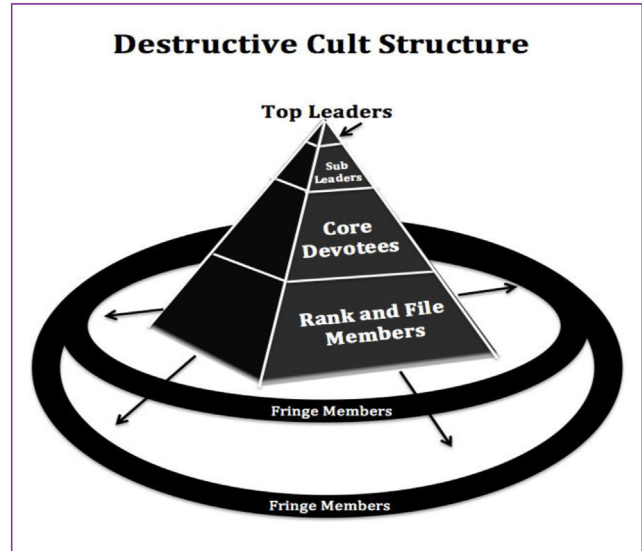 Destructive Cult Structure
Top Leaders
Sub
Leaders
Core
Devotees
Rank and File
Members
Fringe Members
Fringe Members